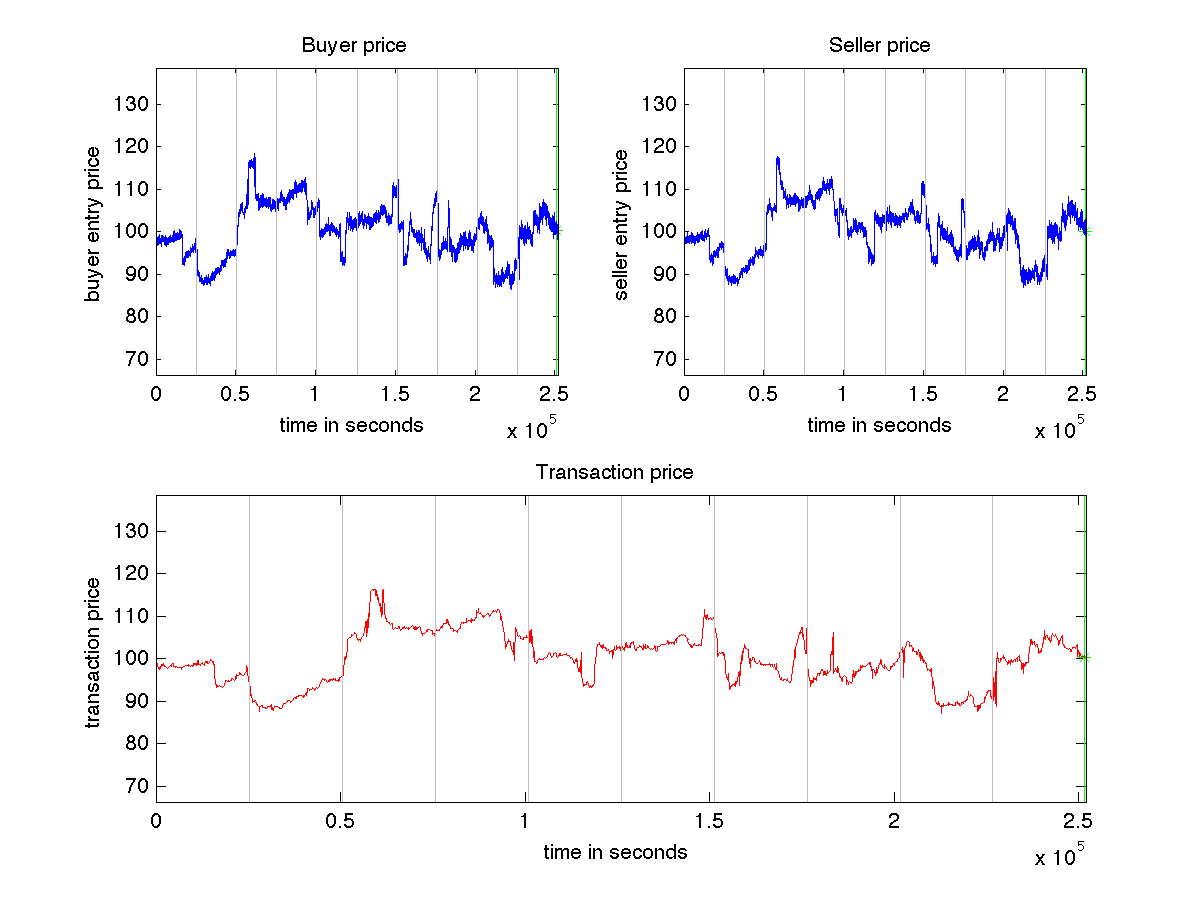 Buyer price
buyer entry price
130
120
110
100
90
80
70
0 0.5 1 1.5 2 2.5
time in seconds
x 10^5
Seller price
seller entry price
130
120
110
100
90
80
70
0 0.5 1 1.5 2 2.5
time in seconds
x 10^5
Transaction price
transaction price
130
120
110
100
90
80
70
0 0.5 1 1.5 2 2.5
time in seconds
x 10^5